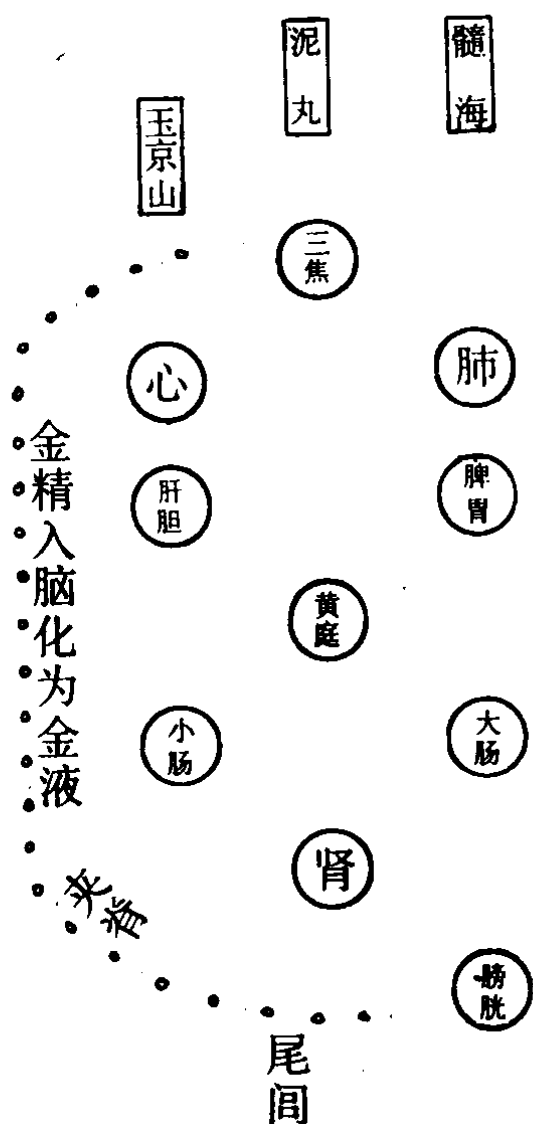 泥丸
髓海
玉京山
三焦
心
肺
肝胆
脾胃
金精入脑化为金液
黄庭
小肠
大肠
肾
夹脊
膀胱
尾闾